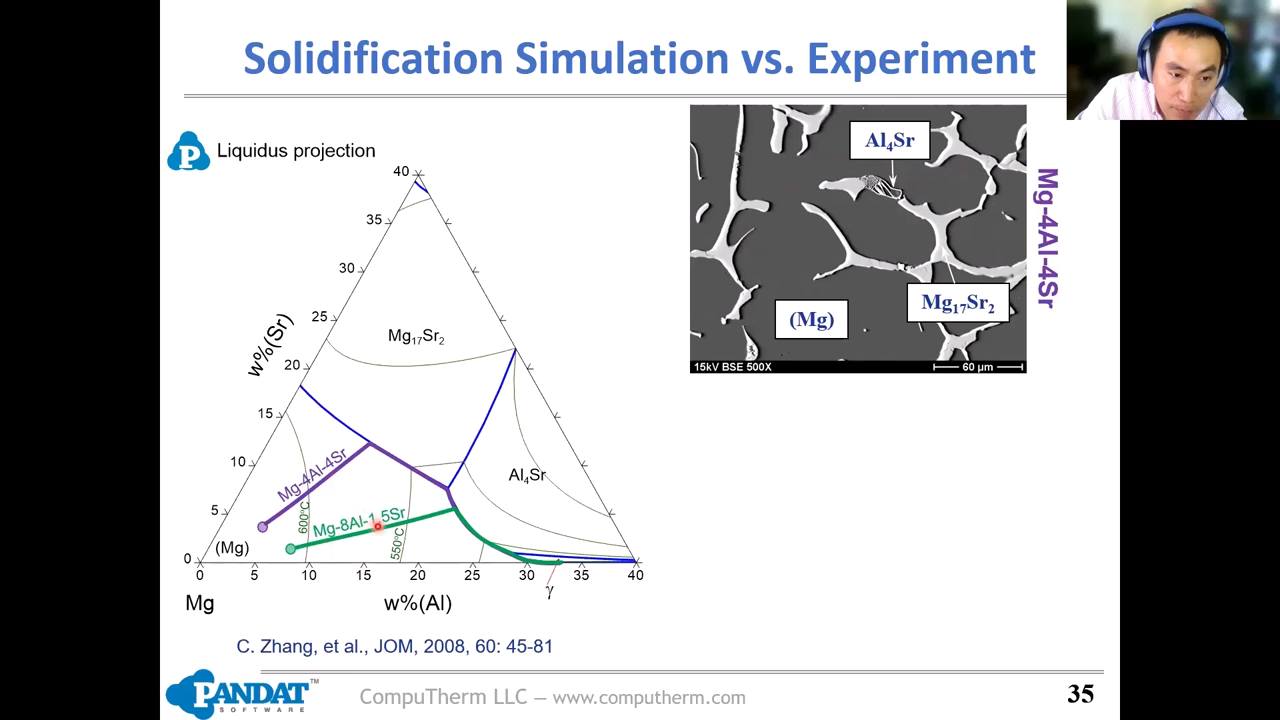 Solidification Simulation vs. Experiment
P
Liquidus projection
40
35
30
25
20
15
10
5
0
w%(Sr)
Mg₁₇Sr₂
Al₄Sr
Mg-4Al-4Sr
Mg-8Al-1.5Sr
600°C
550°C
(Mg)
γ
0 5 10 15 20 25 30 35 40
Mg
w%(Al)
Al₄Sr
Mg₁₇Sr₂
(Mg)
15kV BSE 500X
60 µm
Mg-4Al-4Sr
C. Zhang, et al., JOM, 2008, 60: 45-81
PANDAT™
SOFTWARE
CompuTherm LLC – www.computherm.com
35